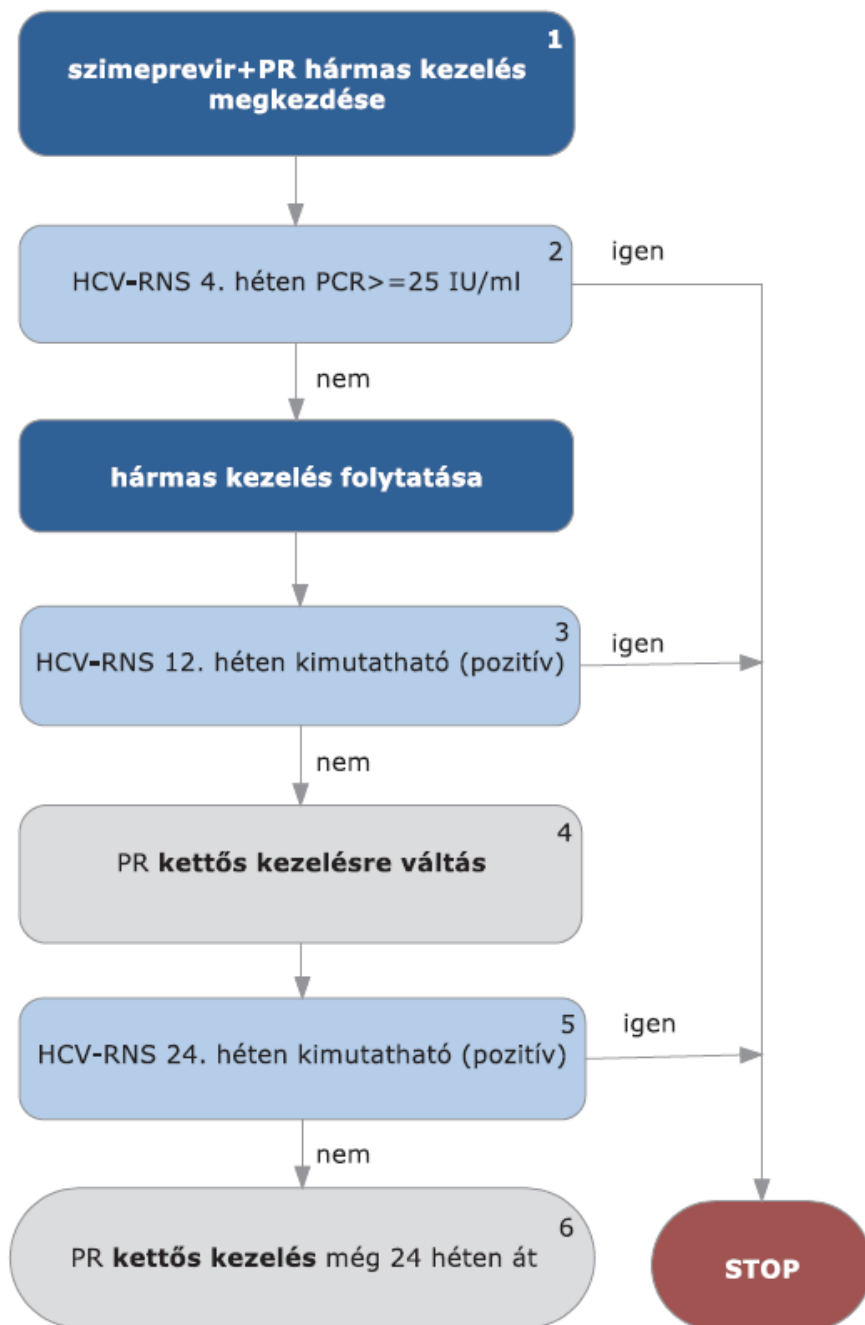 1
szimeprevir+PR hármas kezelés
megkezdése
2
igen
HCV-RNS 4. héten PCR>=25 IU/ml
nem
hármas kezelés folytatása
3
igen
HCV-RNS 12. héten kimutatható (pozitív)
nem
4
PR kettős kezelésre váltás
5
igen
HCV-RNS 24. héten kimutatható (pozitív)
nem
6
PR kettős kezelés még 24 héten át
STOP